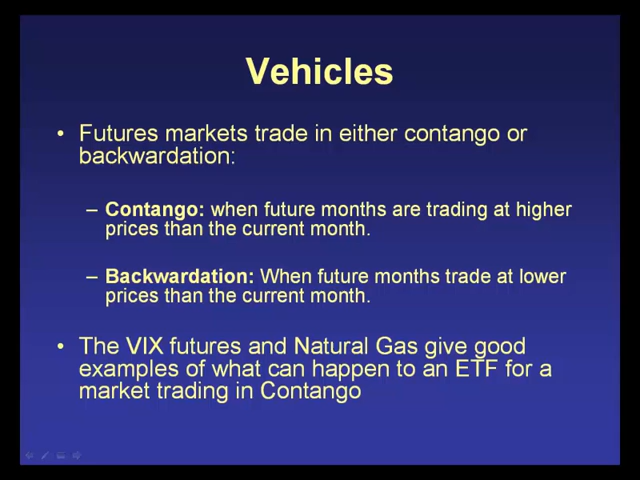 Vehicles
• Futures markets trade in either contango or
backwardation:
– Contango: when future months are trading at higher
prices than the current month.
– Backwardation: When future months trade at lower
prices than the current month.
• The VIX futures and Natural Gas give good
examples of what can happen to an ETF for a
market trading in Contango